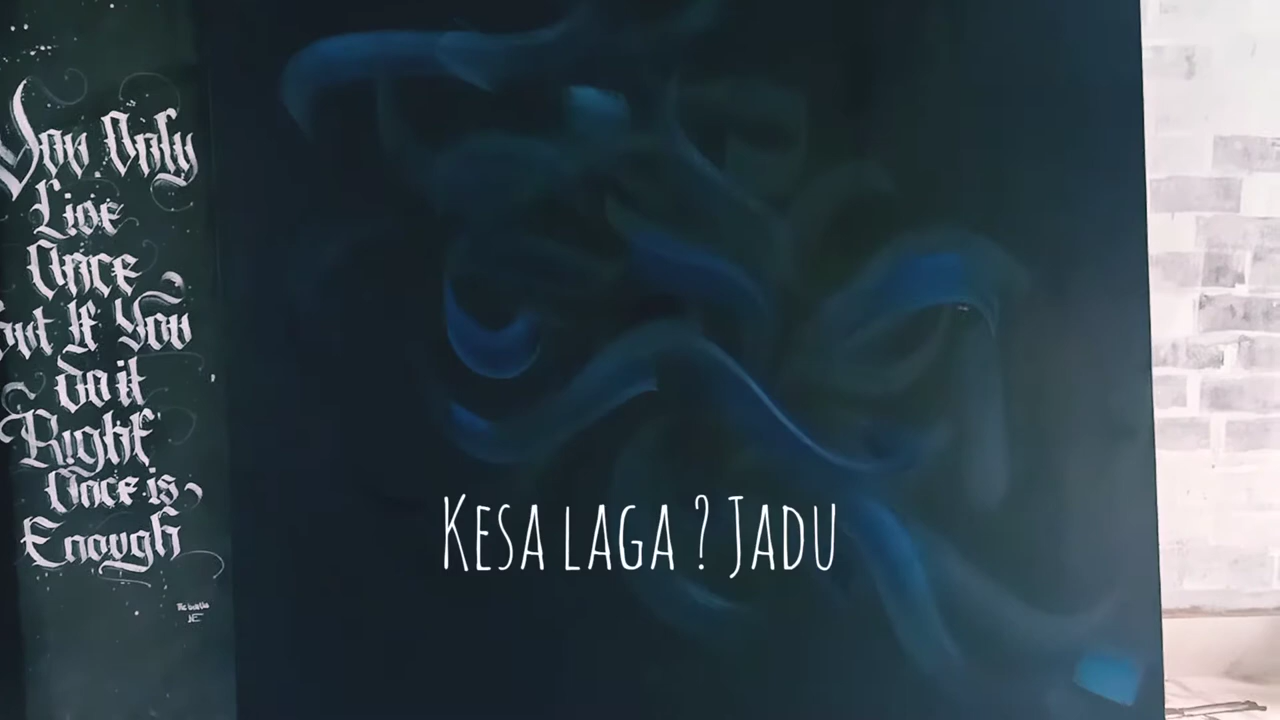 You Only
Live
Once
but If You
do it
Right
Once is
Enough
Kesa laga ? Jadu